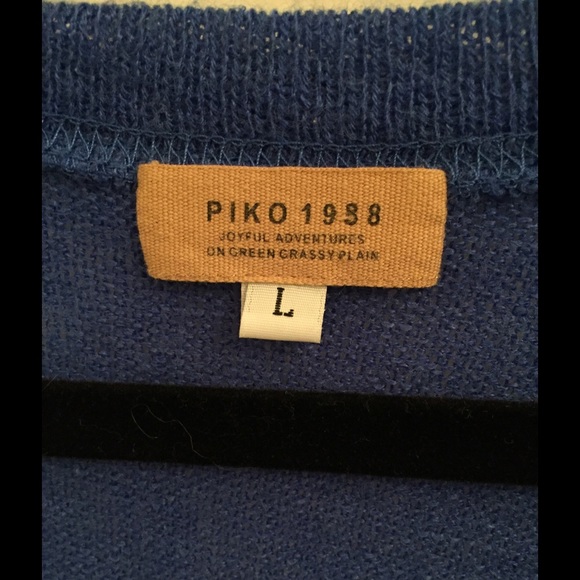 PIKO 1988
JOYFUL ADVENTURES
ON GREEN GRASSY PLAIN
L